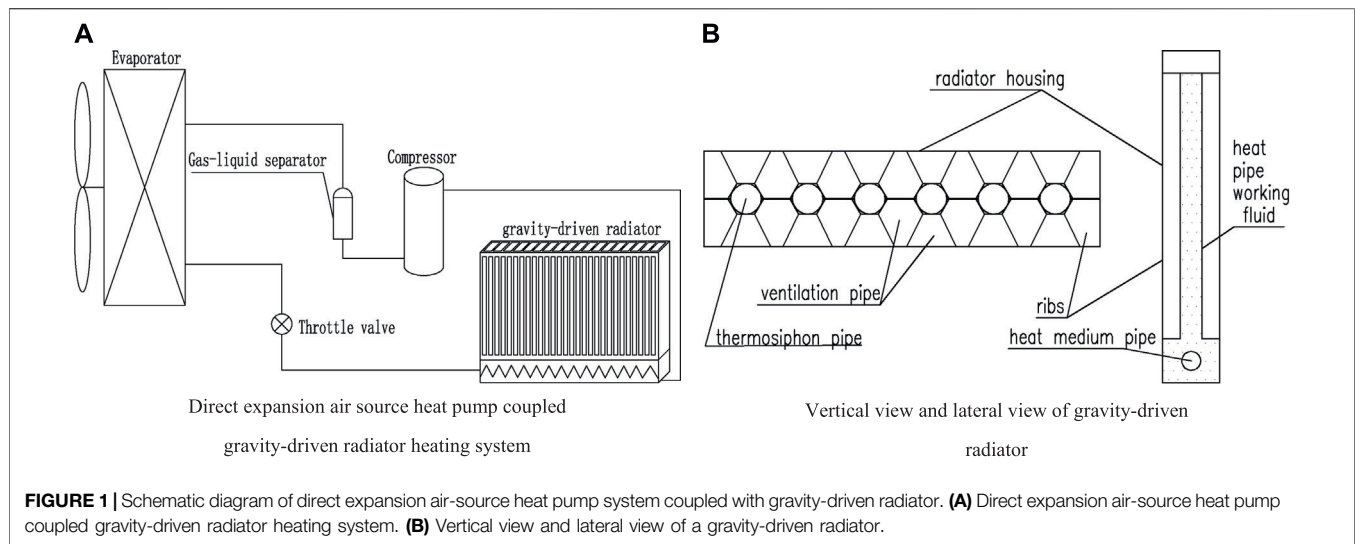 A
Evaporator
Gas-liquid separator
Compressor
gravity-driven radiator
Throttle valve
Direct expansion air source heat pump coupled
gravity-driven radiator heating system
B
radiator housing
heat
pipe
working
fluid
ventilation pipe
ribs
thermosiphon pipe
heat medium pipe
Vertical view and lateral view of gravity-driven
radiator
FIGURE 1 | Schematic diagram of direct expansion air-source heat pump system coupled with gravity-driven radiator. (A) Direct expansion air-source heat pump
coupled gravity-driven radiator heating system. (B) Vertical view and lateral view of a gravity-driven radiator.